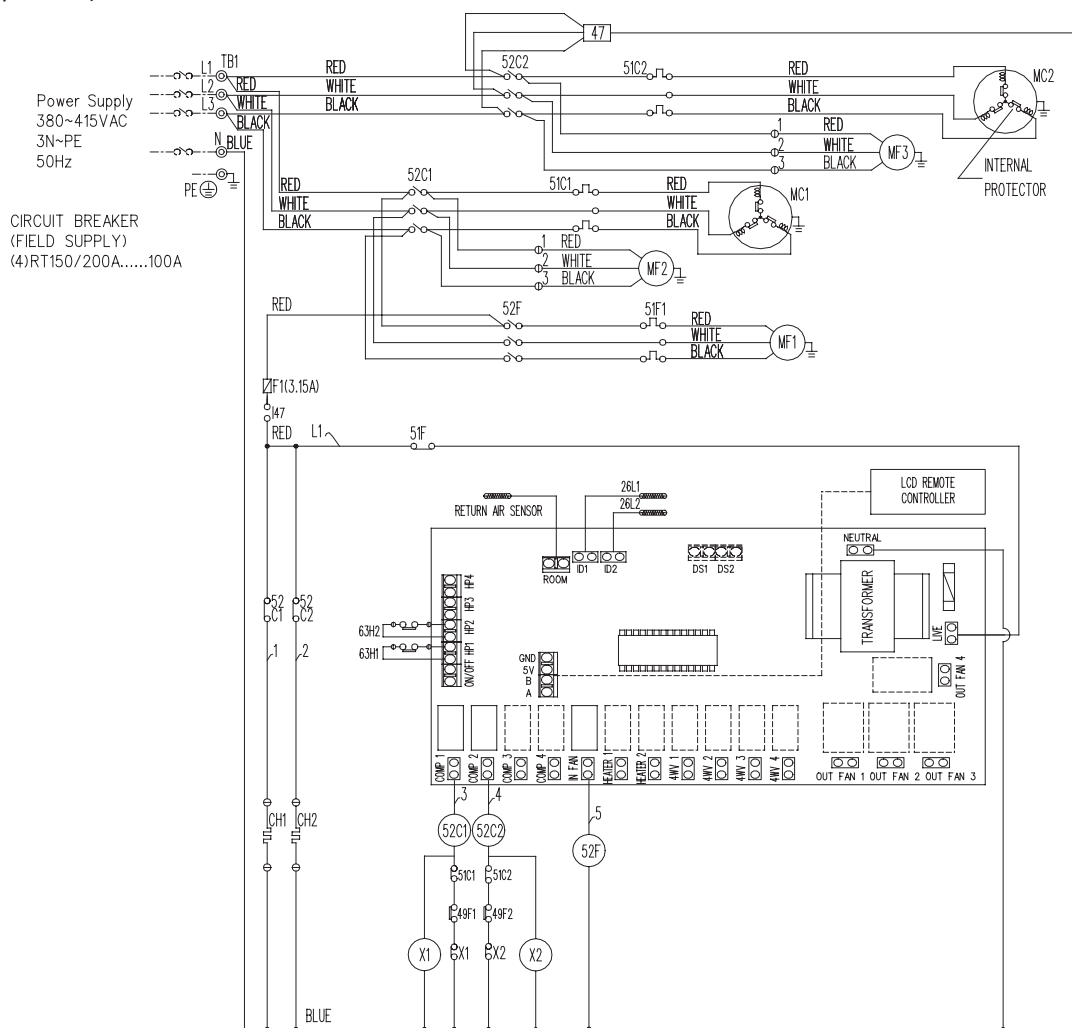 47
TB1
L1
RED
52C2
51C2
RED
MC2
L2
RED
WHITE
WHITE
L3
WHITE
BLACK
BLACK
BLACK
N
BLUE
Power Supply
380~415VAC
3N~PE
50Hz
1
RED
2
WHITE
MF3
3
BLACK
INTERNAL
PROTECTOR
PE
CIRCUIT BREAKER
(FIELD SUPPLY)
(4)RT150/200A......100A
RED
52C1
51C1
RED
MC1
WHITE
WHITE
BLACK
BLACK
1
RED
2
WHITE
MF2
3
BLACK
RED
52F
51F1
RED
WHITE
MF1
BLACK
F1(3.15A)
47
RED
L1
51F
LCD REMOTE
CONTROLLER
26L1
RETURN AIR SENSOR
26L2
NEUTRAL
ROOM
ID1
ID2
DS1
DS2
HP4
HP3
HP2
HP1
ON/OFF
63H2
63H1
TRANSFORMER
LIVE
OUT FAN 4
GND
5V
B
A
52
C1
52
C2
1
2
COMP 1
COMP 2
COMP 3
COMP 4
IN FAN
HEATER 1
HEATER 2
4WV 1
4WV 2
4WV 3
4WV 4
OUT FAN 1
OUT FAN 2
OUT FAN 3
3
4
5
CH1
CH2
52C1
52C2
52F
51C1
51C2
49F1
49F2
X1
X1
X2
X2
BLUE